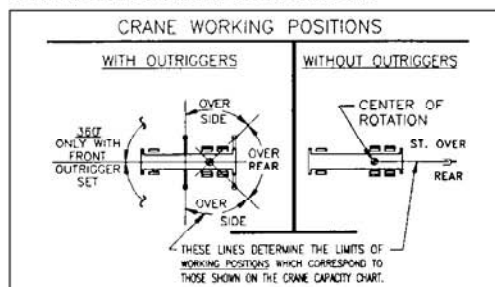 CRANE WORKING POSITIONS
WITH OUTRIGGERS
OVER
SIDE
360°
ONLY WITH
FRONT
OUTRIGGER
SET
OVER
REAR
OVER
SIDE
WITHOUT OUTRIGGERS
CENTER OF
ROTATION
ST. OVER
REAR
THESE LINES DETERMINE THE LIMITS OF
WORKING POSITIONS WHICH CORRESPOND TO
THOSE SHOWN ON THE CRANE CAPACITY CHART.